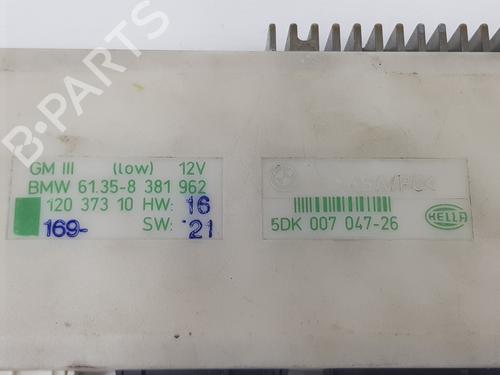 GM III (low) 12V
BMW 61.35-8 381 962
120 373 10 HW: 16
169- SW: 21
5DK 007 047-26
HELLA
B-PARTS